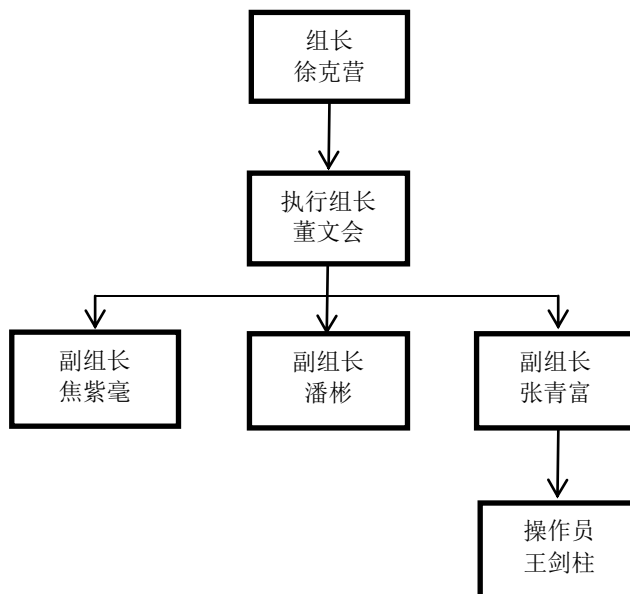 组长
徐克营
执行组长
董文会
副组长
焦紫毫
副组长
潘彬
副组长
张青富
操作员
王剑柱